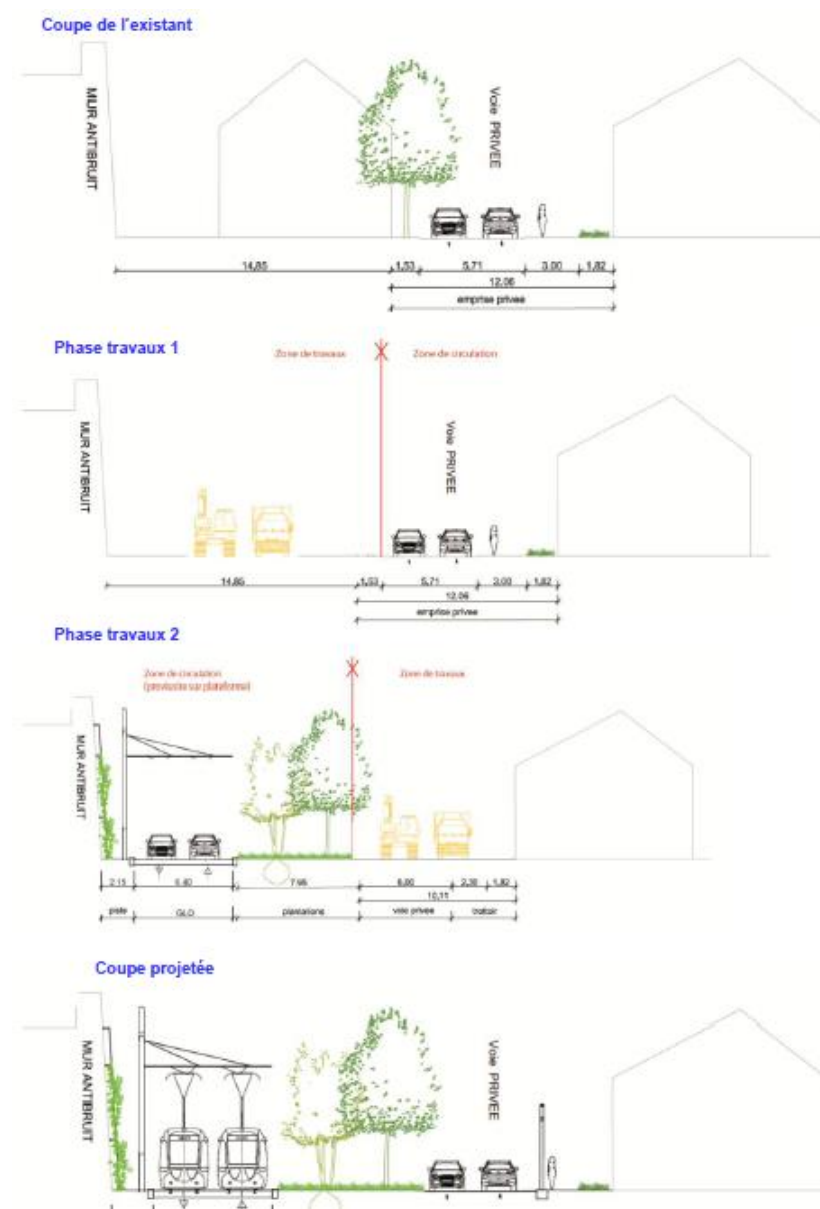 Coupe de l'existant
MUR ANTIBRUIT
Voie PRIVEE
14,85
1,53
5,71
3,00
1,82
12,06
emprise privee
Phase travaux 1
Zone de travaux
Zone de circulation
MUR ANTIBRUIT
Voie PRIVEE
14,85
1,53
5,71
3,00
1,82
12,06
emprise privee
Phase travaux 2
Zone de circulation
(provisoire sur plateforme)
Zone de travaux
MUR ANTIBRUIT
2,15
7,95
6,00
2,30
1,82
10,11
piste
GLO
plantations
voie privee
trottoir
Coupe projetée
MUR ANTIBRUIT
Voie PRIVEE